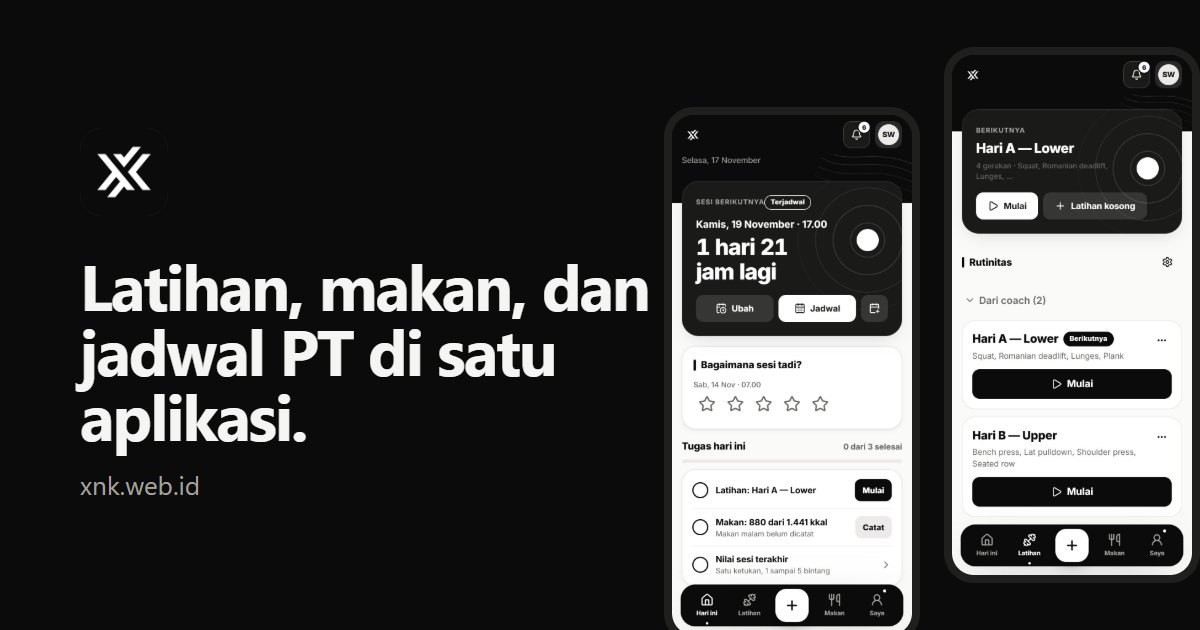 Latihan, makan, dan
jadwal PT di satu
aplikasi.
xnk.web.id
6
SW
Selasa, 17 November
SESI BERIKUTNYA Terjadwal
Kamis, 19 November · 17.00
1 hari 21
jam lagi
Ubah
Jadwal
Bagaimana sesi tadi?
Sab, 14 Nov · 07.00
Tugas hari ini
0 dari 3 selesai
Latihan: Hari A — Lower
Mulai
Makan: 880 dari 1.441 kkal
Makan malam belum dicatat
Catat
Nilai sesi terakhir
Satu ketukan, 1 sampai 5 bintang
Hari ini
Latihan
Makan
Saya
6
SW
BERIKUTNYA
Hari A — Lower
4 gerakan · Squat, Romanian deadlift,
Lunges, ...
Mulai
Latihan kosong
Rutinitas
Dari coach (2)
Hari A — Lower Berikutnya
Squat, Romanian deadlift, Lunges, Plank
Mulai
Hari B — Upper
Bench press, Lat pulldown, Shoulder press,
Seated row
Mulai
Hari ini
Latihan
Makan
Saya